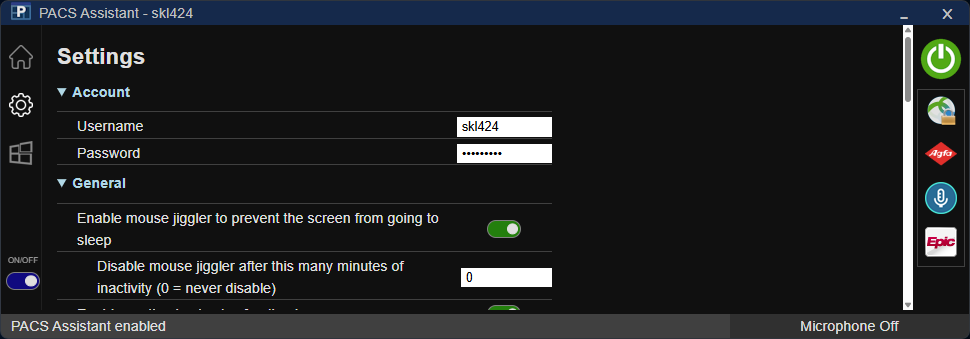 PACS Assistant - skl424
Settings
Account
Username
skl424
Password
•••••••••
General
Enable mouse jiggler to prevent the screen from going to
sleep
Disable mouse jiggler after this many minutes of
inactivity (0 = never disable)
0
ON/OFF
Agfa
Epic
PACS Assistant enabled
Microphone Off